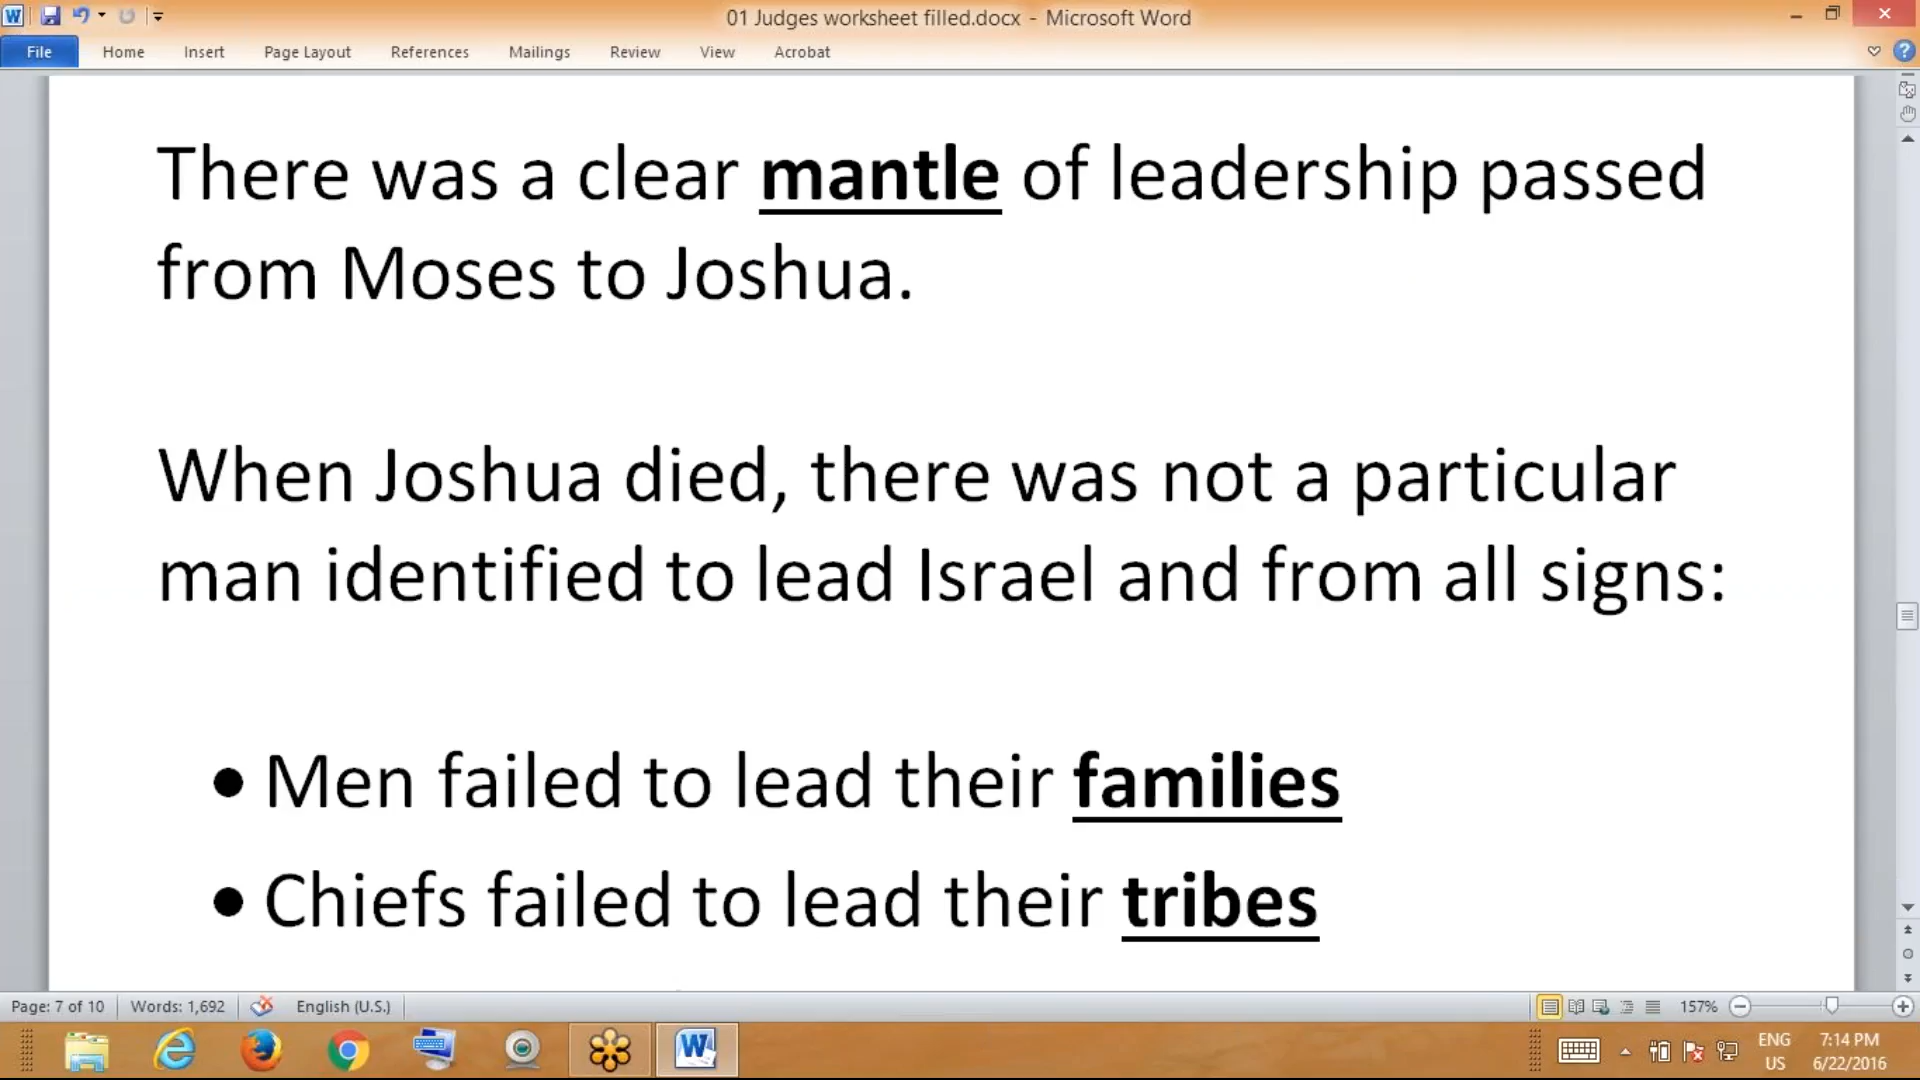 01 Judges worksheet filled.docx - Microsoft Word
File Home Insert Page Layout References Mailings Review View Acrobat
There was a clear mantle of leadership passed
from Moses to Joshua.
When Joshua died, there was not a particular
man identified to lead Israel and from all signs:
• Men failed to lead their families
• Chiefs failed to lead their tribes
Page: 7 of 10 Words: 1,692 English (U.S.) 157%
ENG 7:14 PM
US 6/22/2016